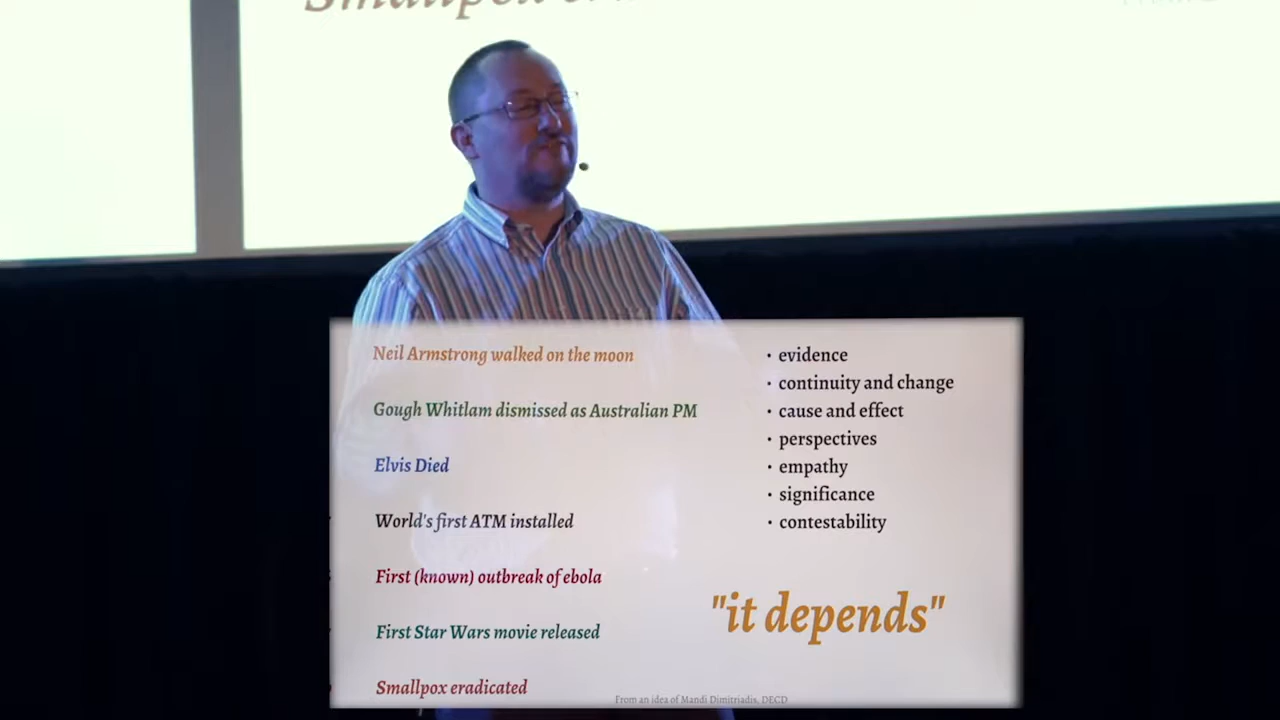 Smallpox
Neil Armstrong walked on the moon
Gough Whitlam dismissed as Australian PM
Elvis Died
World's first ATM installed
First (known) outbreak of ebola
First Star Wars movie released
Smallpox eradicated
• evidence
• continuity and change
• cause and effect
• perspectives
• empathy
• significance
• contestability
"it depends"
From an idea of Mandi Dimitriadis, DECD